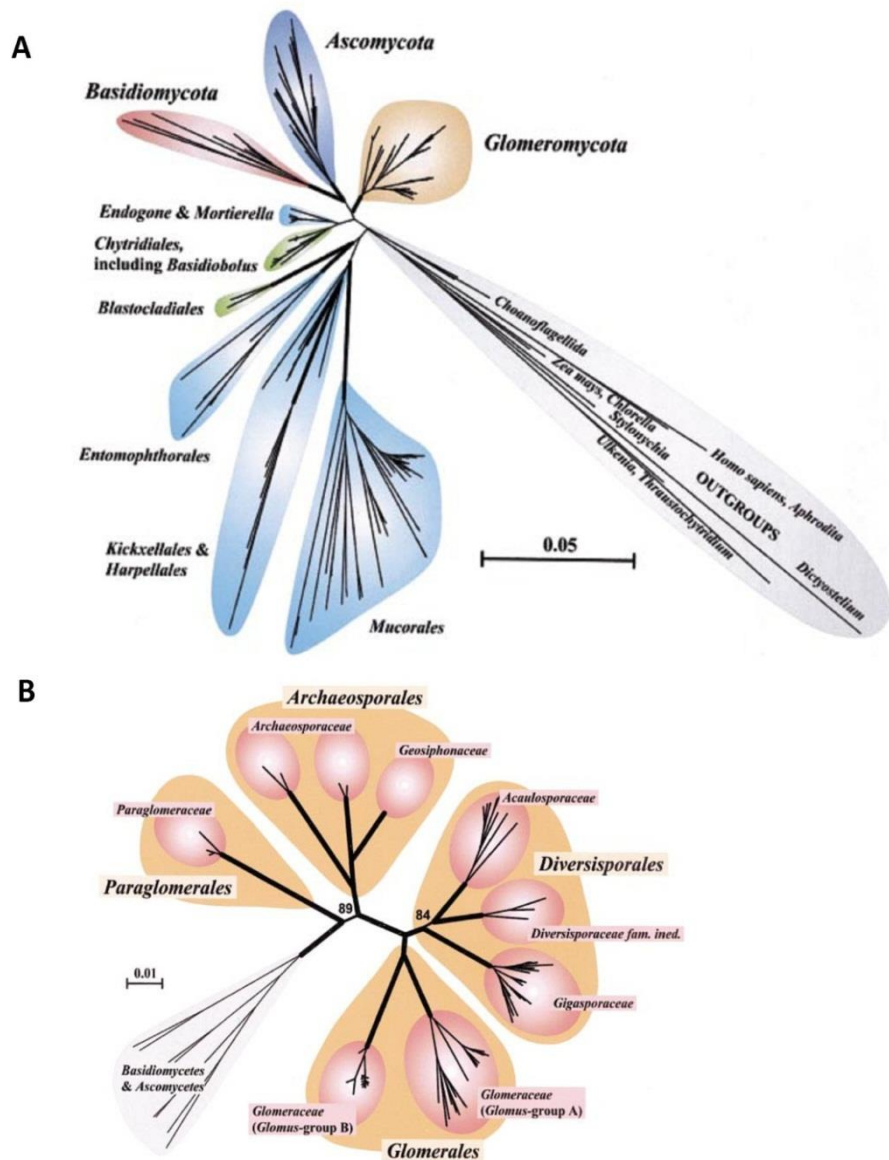 A
Ascomycota
Basidiomycota
Glomeromycota
Endogone & Mortierella
Chytridiales,
including Basidiobolus
Blastocladiales
Choanoflagellida
Zea mays, Chlorella
Stylonychia
Ulkenia, Thraustochytridium
Homo sapiens, Aphrodita
OUTGROUPS
Dictyostelium
Entomophthorales
0.05
Kickxellales &
Harpellales
Mucorales
B
Archaeosporales
Archaeosporaceae
Geosiphonaceae
Paraglomeraceae
Acaulosporaceae
Paraglomerales
Diversisporales
89
84
Diversisporaceae fam. ined.
0.01
Gigasporaceae
Basidiomycetes
& Ascomycetes
Glomeraceae
(Glomus-group B)
Glomeraceae
(Glomus-group A)
Glomerales